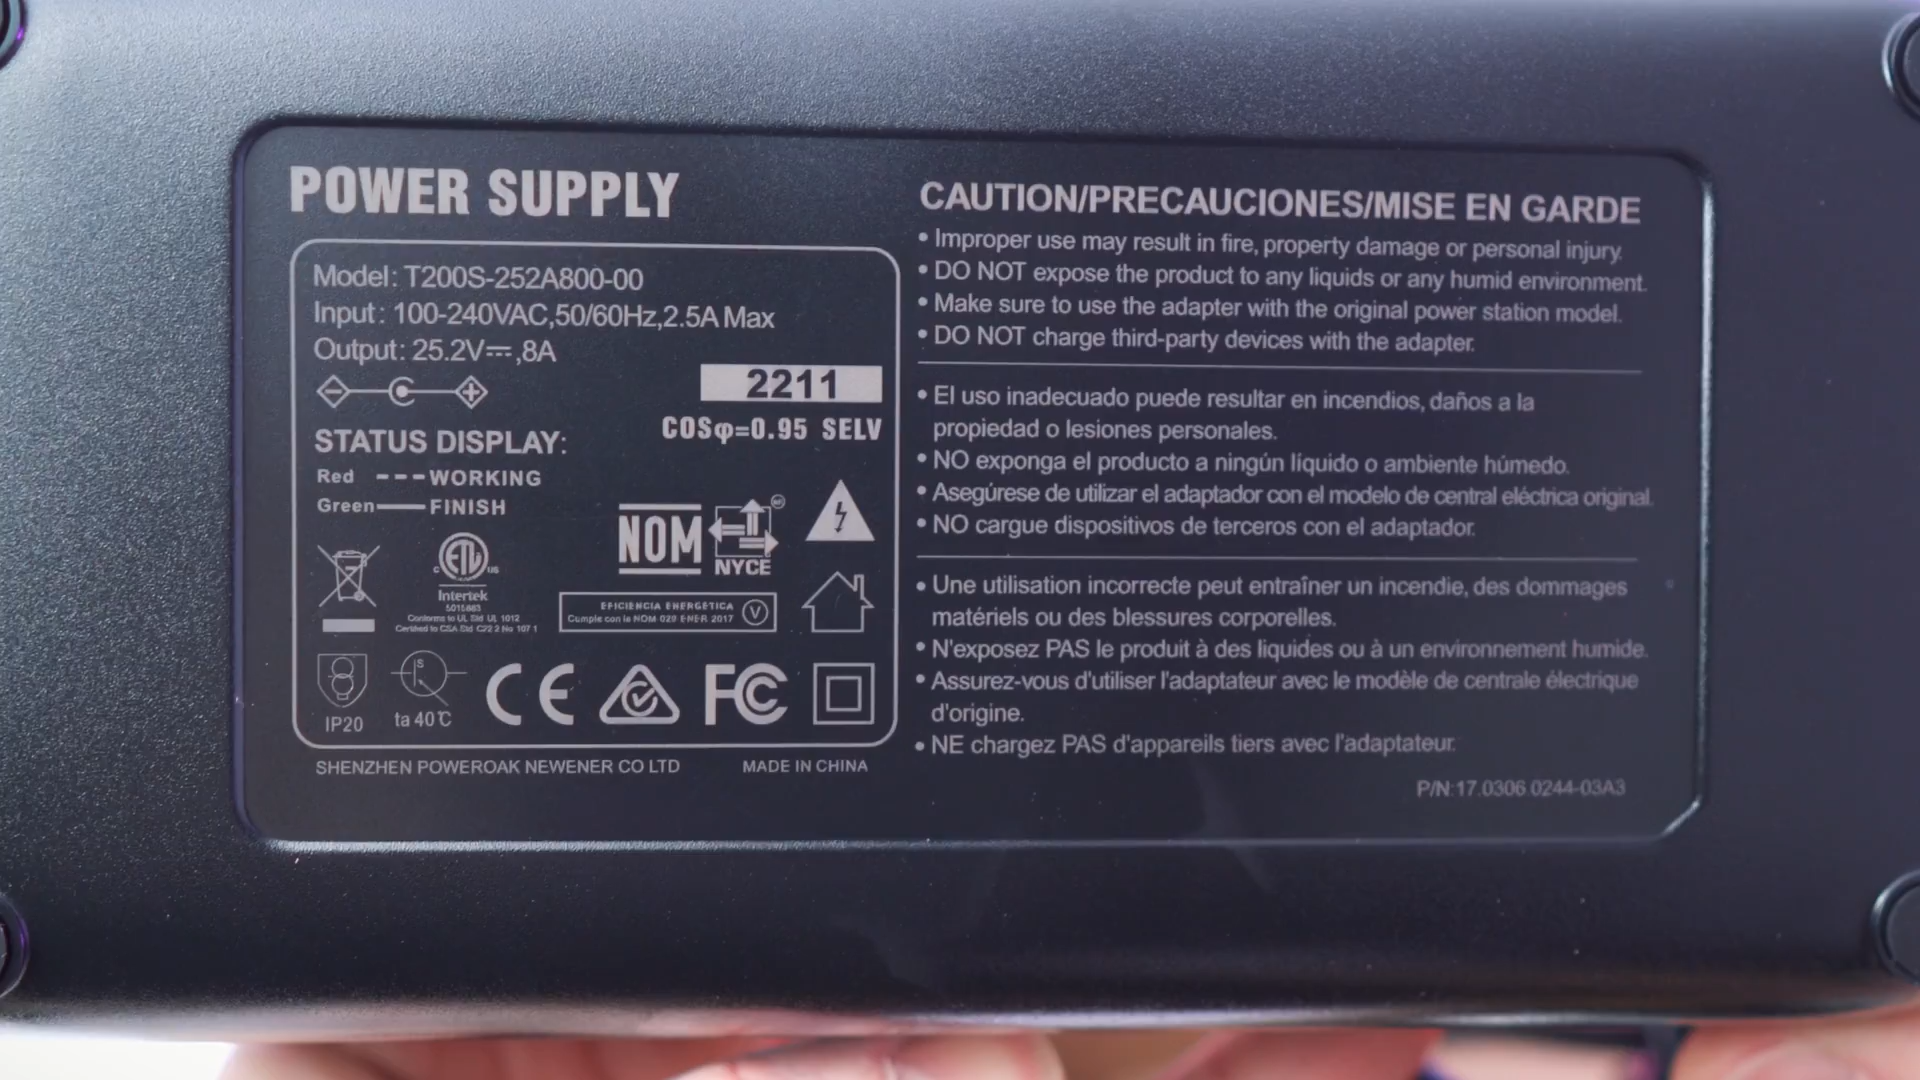 POWER SUPPLY
Model: T200S-252A800-00
Input: 100-240VAC,50/60Hz,2.5A Max
Output: 25.2V⎓,8A
2211
COSφ=0.95 SELV
STATUS DISPLAY:
Red ---WORKING
Green—FINISH
NOM
NYCE
ETL
C US
Intertek
5015883
Conforms to UL Std UL 1012
Certified to CSA Std C22 2 No 107 1
EFICIENCIA ENERGÉTICA
Cumple con la NOM 029 ENER 2017
V
S
IP20
ta 40℃
CE
FC
SHENZHEN POWEROAK NEWENER CO LTD
MADE IN CHINA
CAUTION/PRECAUCIONES/MISE EN GARDE
• Improper use may result in fire, property damage or personal injury.
• DO NOT expose the product to any liquids or any humid environment.
• Make sure to use the adapter with the original power station model.
• DO NOT charge third-party devices with the adapter.
• El uso inadecuado puede resultar en incendios, daños a la
propiedad o lesiones personales.
• NO exponga el producto a ningún líquido o ambiente húmedo.
• Asegúrese de utilizar el adaptador con el modelo de central eléctrica original.
• NO cargue dispositivos de terceros con el adaptador.
• Une utilisation incorrecte peut entraîner un incendie, des dommages
matériels ou des blessures corporelles.
• N'exposez PAS le produit à des liquides ou à un environnement humide.
• Assurez-vous d'utiliser l'adaptateur avec le modèle de centrale électrique
d'origine.
• NE chargez PAS d'appareils tiers avec l'adaptateur.
P/N:17.0306.0244-03A3